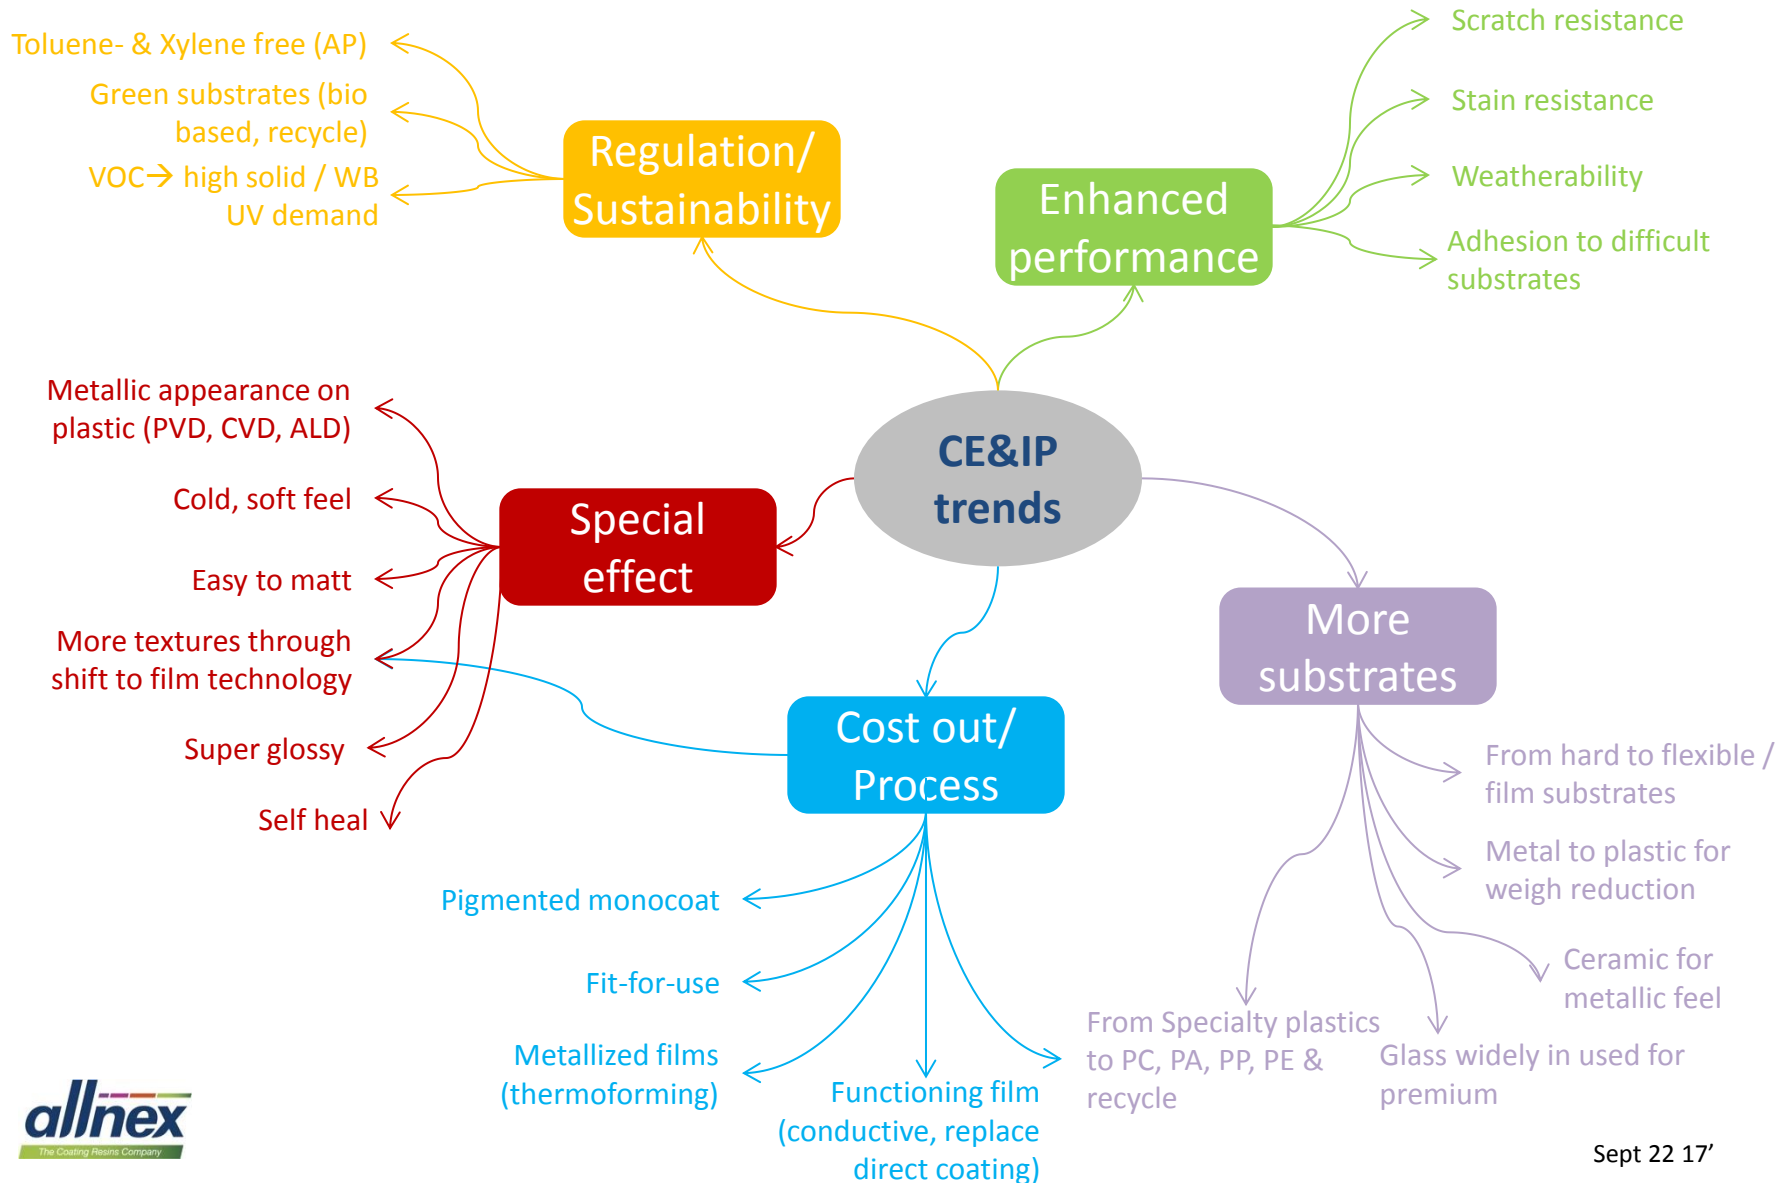 Toluene- & Xylene free (AP)
Green substrates (bio
based, recycle)
VOC→ high solid / WB
UV demand
Regulation/
Sustainability
Enhanced
performance
Scratch resistance
Stain resistance
Weatherability
Adhesion to difficult
substrates
CE&IP
trends
Metallic appearance on
plastic (PVD, CVD, ALD)
Cold, soft feel
Easy to matt
More textures through
shift to film technology
Super glossy
Self heal
Special
effect
More
substrates
Cost out/
Process
From hard to flexible /
film substrates
Metal to plastic for
weigh reduction
Ceramic for
metallic feel
Glass widely in used for
premium
From Specialty plastics
to PC, PA, PP, PE &
recycle
Pigmented monocoat
Fit-for-use
Metallized films
(thermoforming)
Functioning film
(conductive, replace
direct coating)
allnex
The Coating Resins Company
Sept 22 17’